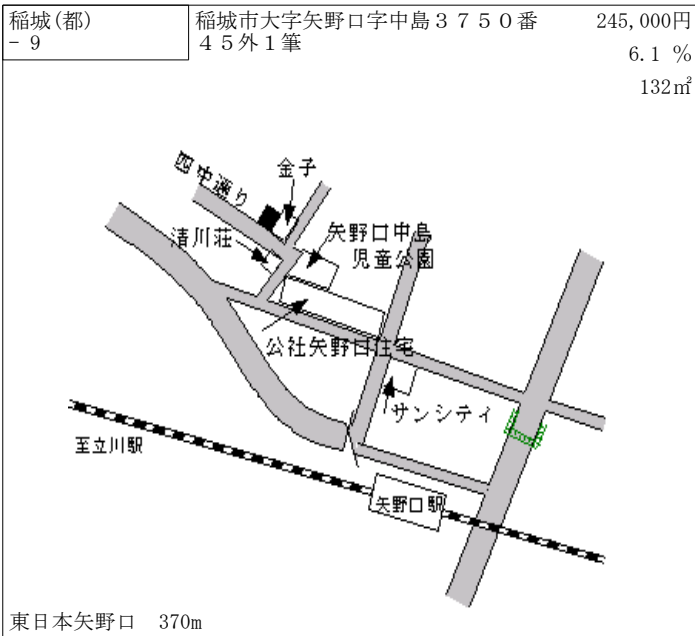 稲城(都)
- 9
稲城市大字矢野口字中島３７５０番
４５外１筆
245,000円
6.1 %
132㎡
四中通り
金子
清川荘
矢野口中島
児童公園
公社矢野口住宅
サンシティ
至立川駅
矢野口駅
東日本矢野口　370m